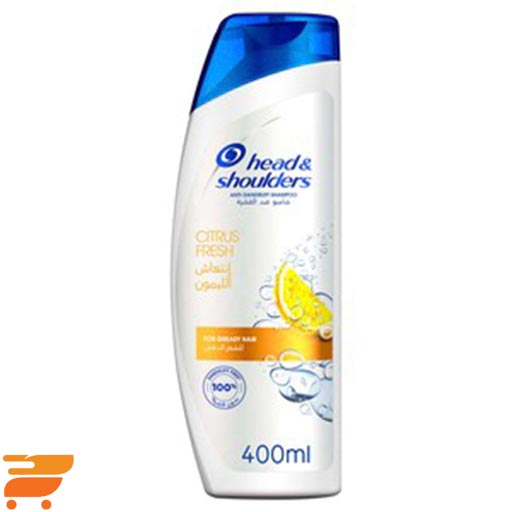 head &
shoulders
ANTI-DANDRUFF SHAMPOO
شامبو ضد القشرة
CITRUS
FRESH
إنتعاش
الليمون
FOR GREASY HAIR
للشعر الدهني
100%
400ml